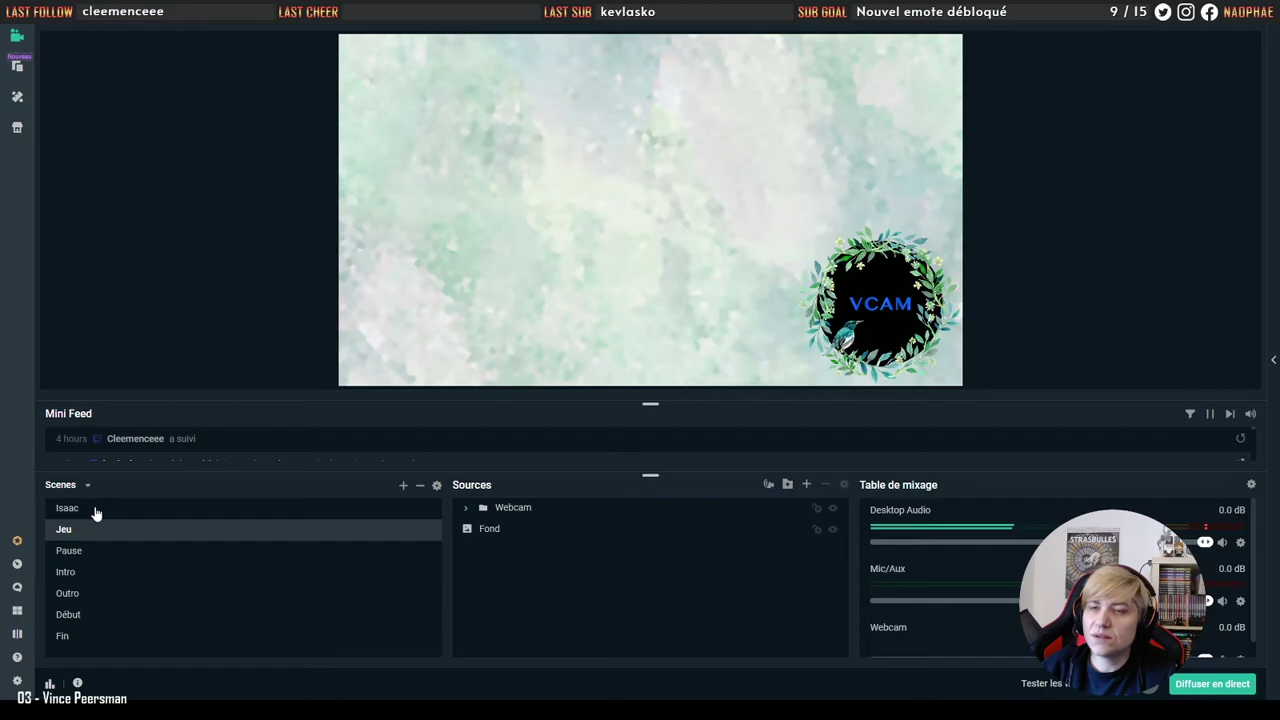 LAST FOLLOW cleemenceee LAST CHEER LAST SUB kevlasko SUB GOAL Nouvel emote débloqué 9 / 15 NAOPHAE
Nouveau
VCAM
Mini Feed
4 hours Cleemenceee a suivi
Scenes
Isaac
Jeu
Pause
Intro
Outro
Début
Fin
Sources
Webcam
Fond
Table de mixage
Desktop Audio 0.0 dB
Mic/Aux 0.0 dB
Webcam 0.0 dB
STRASBULLES
Tester les
Diffuser en direct
03 - Vince Peersman